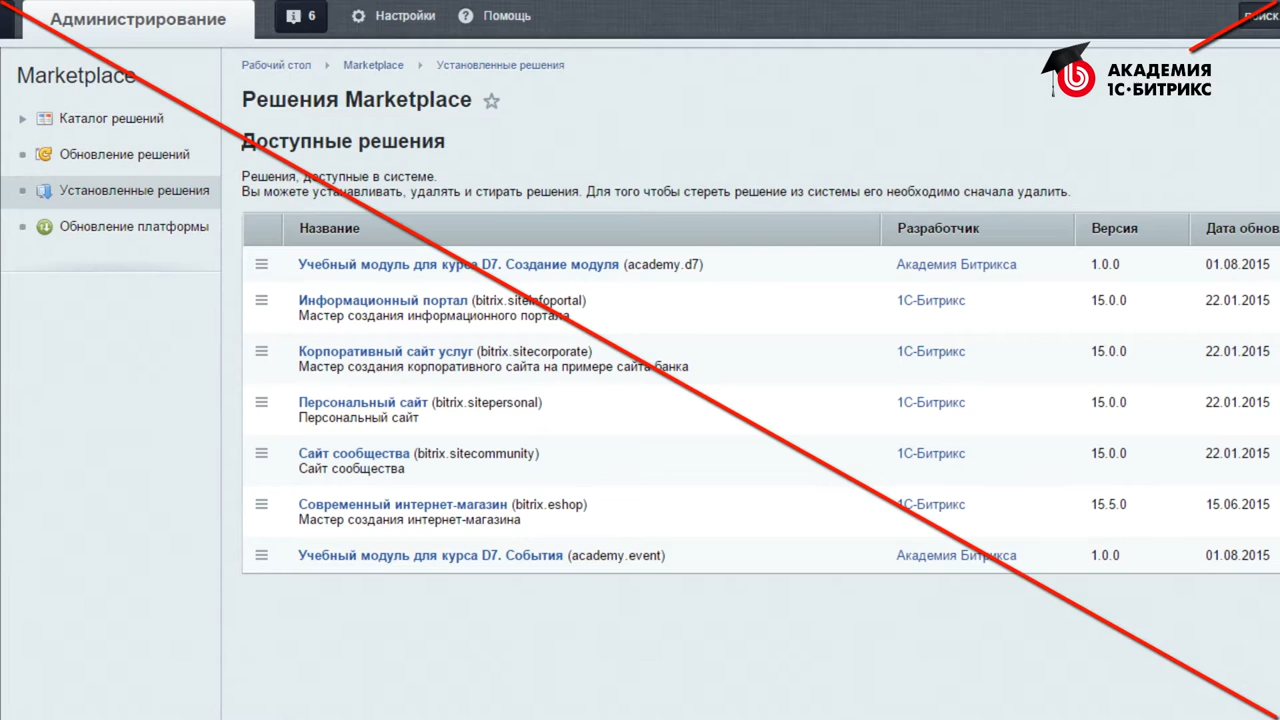 Администрирование
6
Настройки
Помощь
поиск
Marketplace
Каталог решений
Обновление решений
Установленные решения
Обновление платформы
Рабочий стол
Marketplace
Установленные решения
АКАДЕМИЯ
1С·БИТРИКС
Решения Marketplace
Доступные решения
Решения, доступные в системе.
Вы можете устанавливать, удалять и стирать решения. Для того чтобы стереть решение из системы его необходимо сначала удалить.
Название Разработчик Версия Дата обнов
Учебный модуль для курса D7. Создание модуля (academy.d7) Академия Битрикса 1.0.0 01.08.2015
Информационный портал (bitrix.siteinfoportal) 1С-Битрикс 15.0.0 22.01.2015
Мастер создания информационного портала
Корпоративный сайт услуг (bitrix.sitecorporate) 1С-Битрикс 15.0.0 22.01.2015
Мастер создания корпоративного сайта на примере сайта банка
Персональный сайт (bitrix.sitepersonal) 1С-Битрикс 15.0.0 22.01.2015
Персональный сайт
Сайт сообщества (bitrix.sitecommunity) 1С-Битрикс 15.0.0 22.01.2015
Сайт сообщества
Современный интернет-магазин (bitrix.eshop) 1С-Битрикс 15.5.0 15.06.2015
Мастер создания интернет-магазина
Учебный модуль для курса D7. События (academy.event) Академия Битрикса 1.0.0 01.08.2015